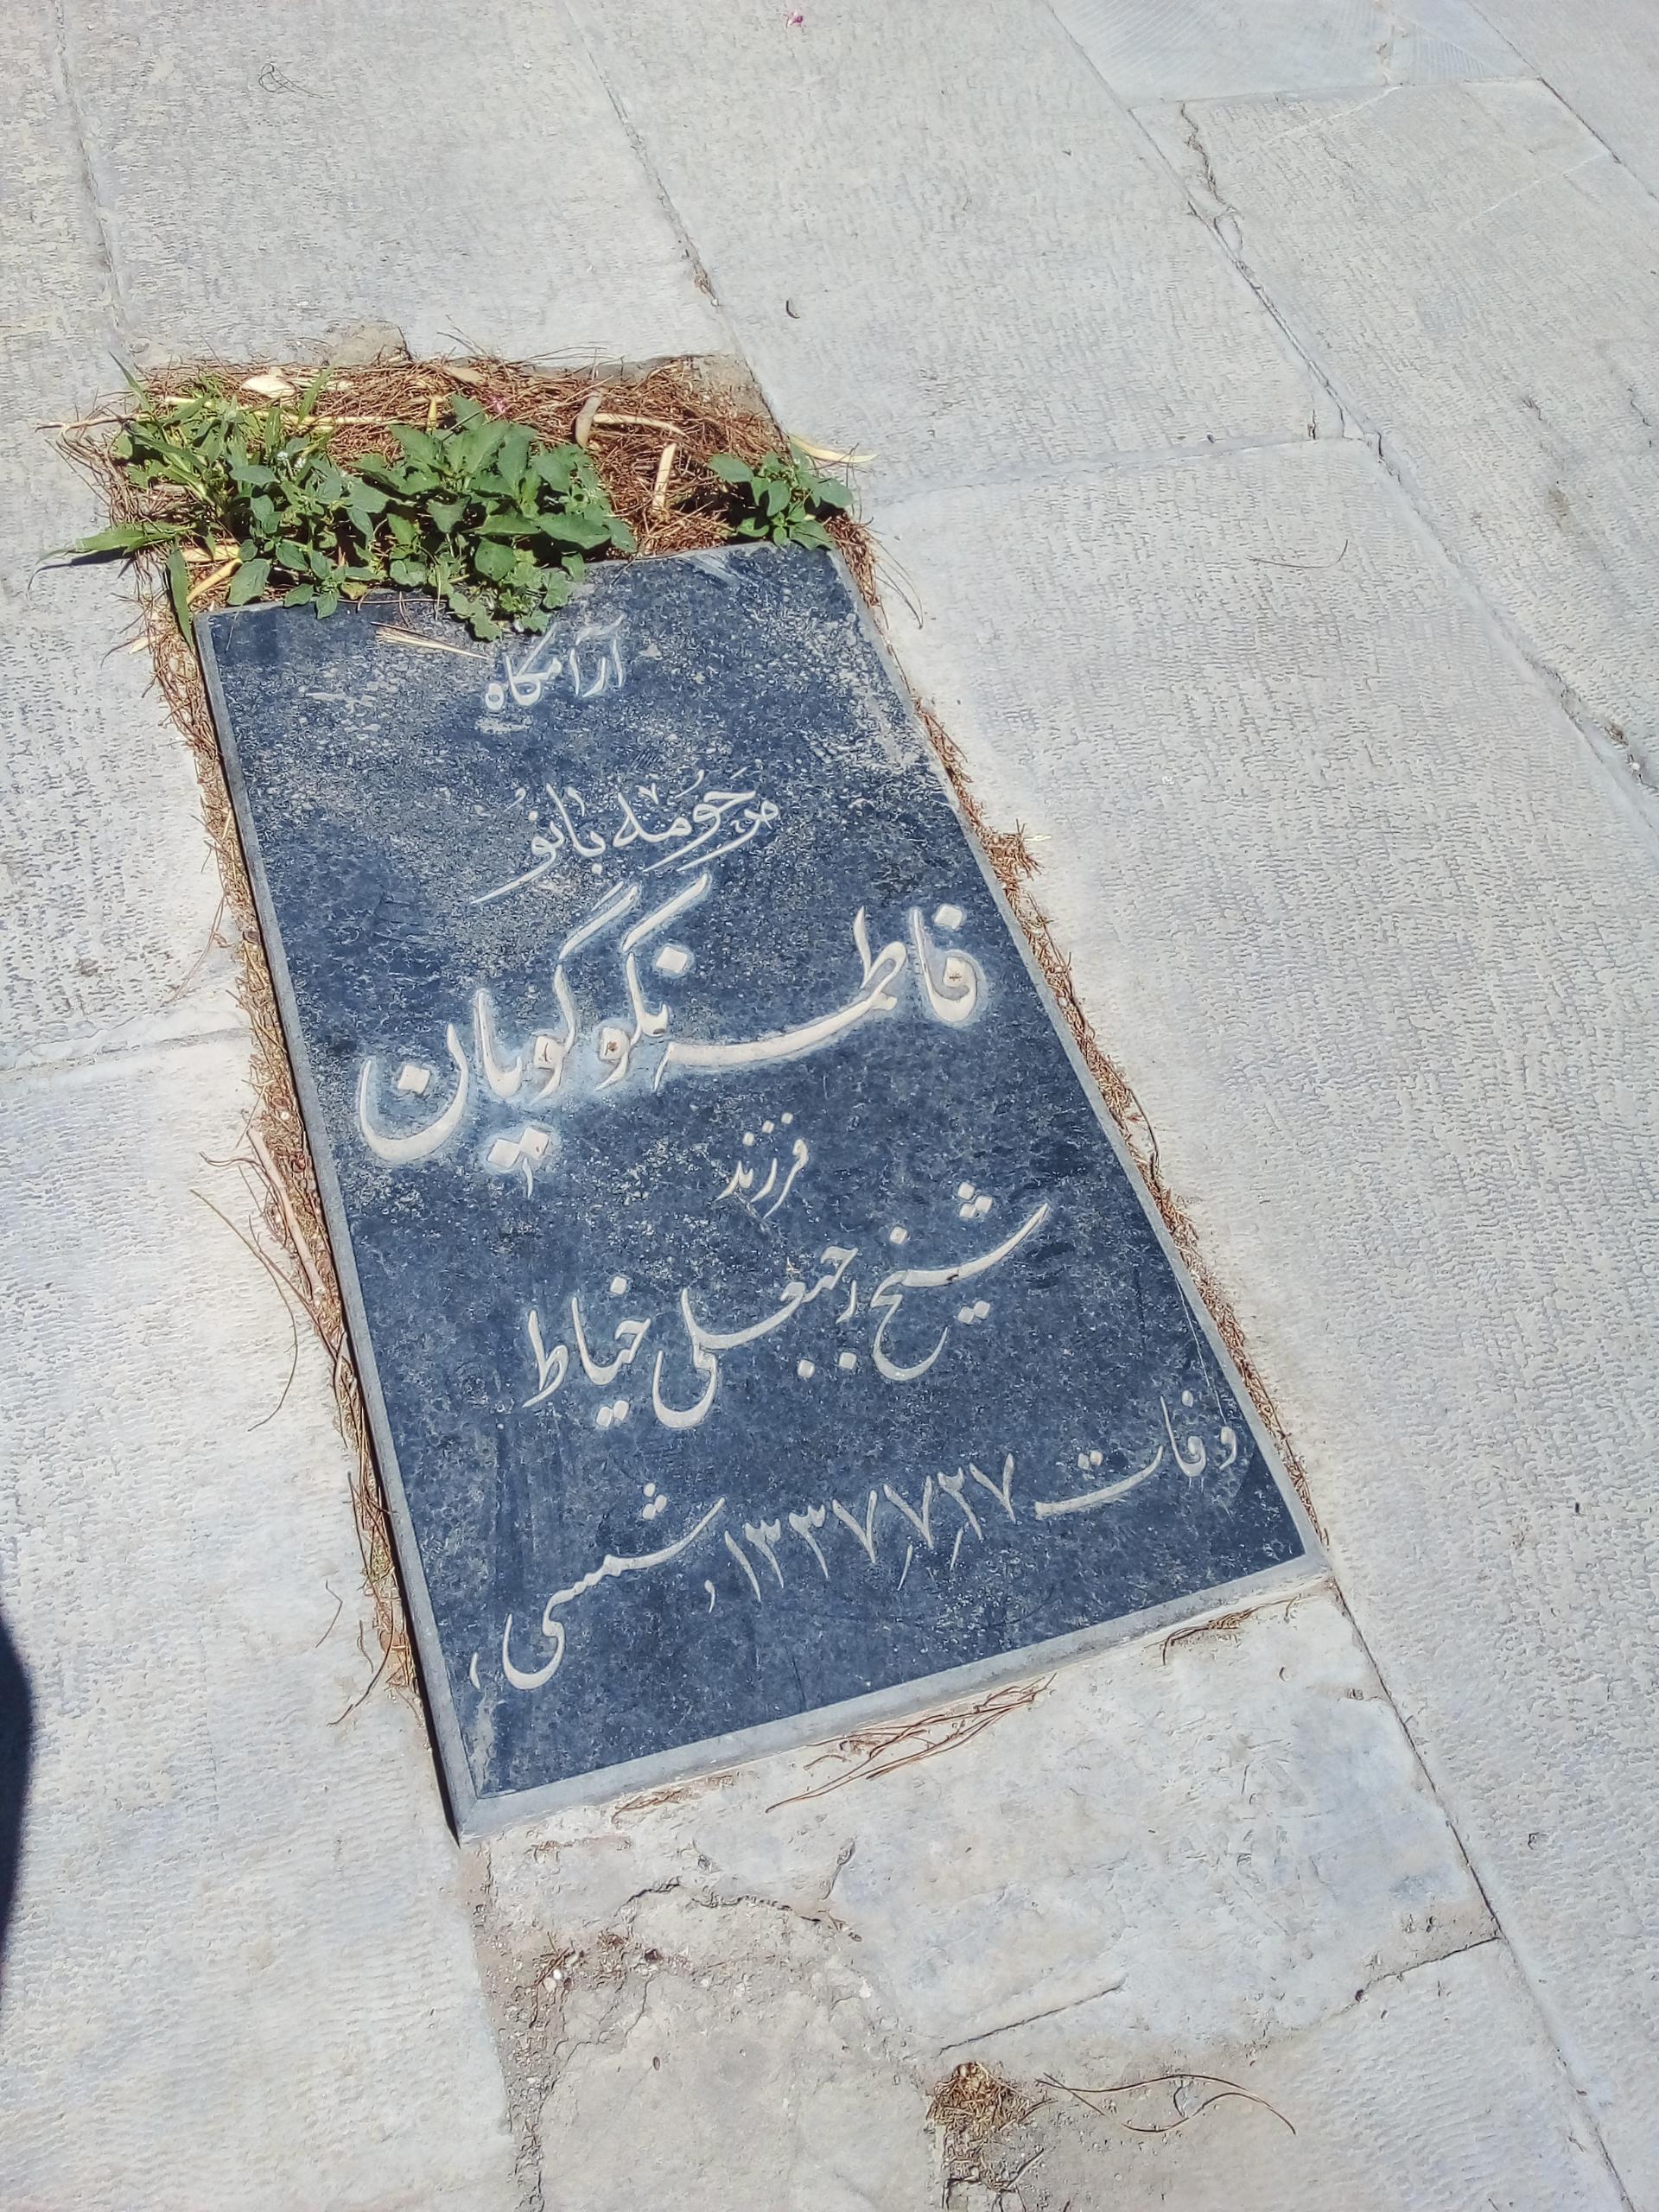 آرامگاه
مرحومه بانو
فاطمه نکوگویان
فرزند
شیخ رجبعلی خیاط
وفات ۲۷٫۷٫۱۳۳۷ شمسی